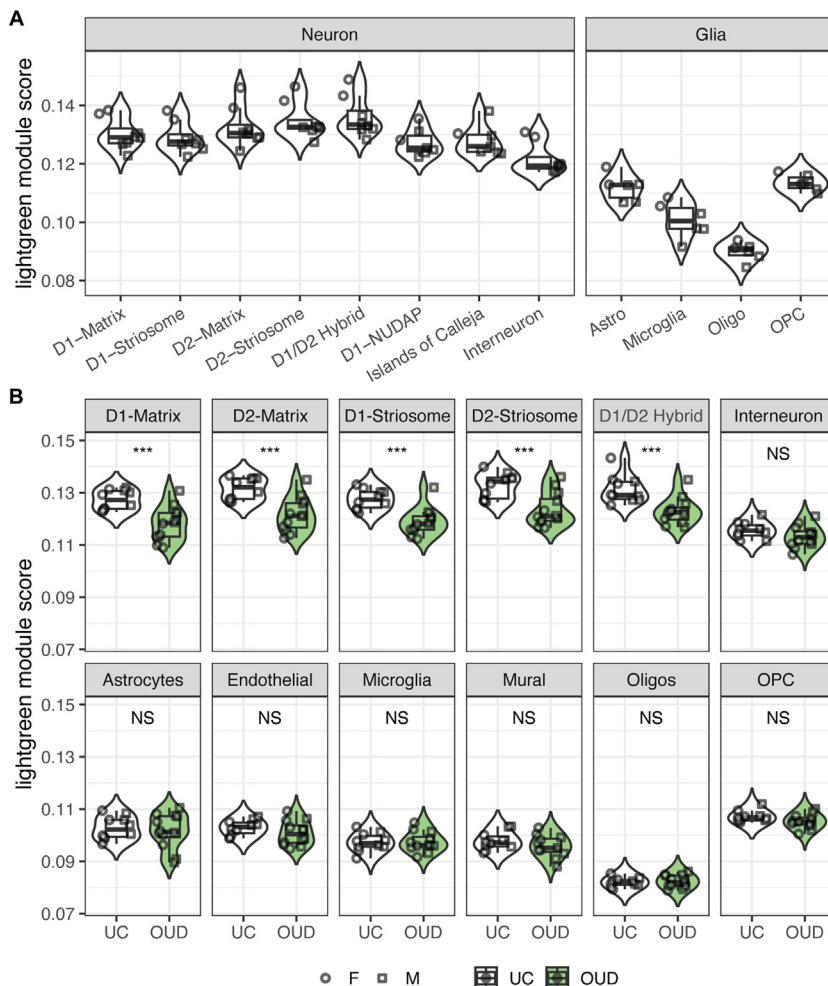 A
Neuron Glia
lightgreen module score
0.14
0.12
0.10
0.08
D1−Matrix
D1−Striosome
D2−Matrix
D2−Striosome
D1/D2 Hybrid
D1−NUDAP
Islands of Calleja
Interneuron
Astro
Microglia
Oligo
OPC
B
D1-Matrix D2-Matrix D1-Striosome D2-Striosome D1/D2 Hybrid Interneuron
*** *** *** *** *** NS
lightgreen module score
0.15
0.13
0.11
0.09
0.07
Astrocytes Endothelial Microglia Mural Oligos OPC
NS NS NS NS NS NS
lightgreen module score
0.15
0.13
0.11
0.09
0.07
UC OUD UC OUD UC OUD UC OUD UC OUD UC OUD
F M UC OUD